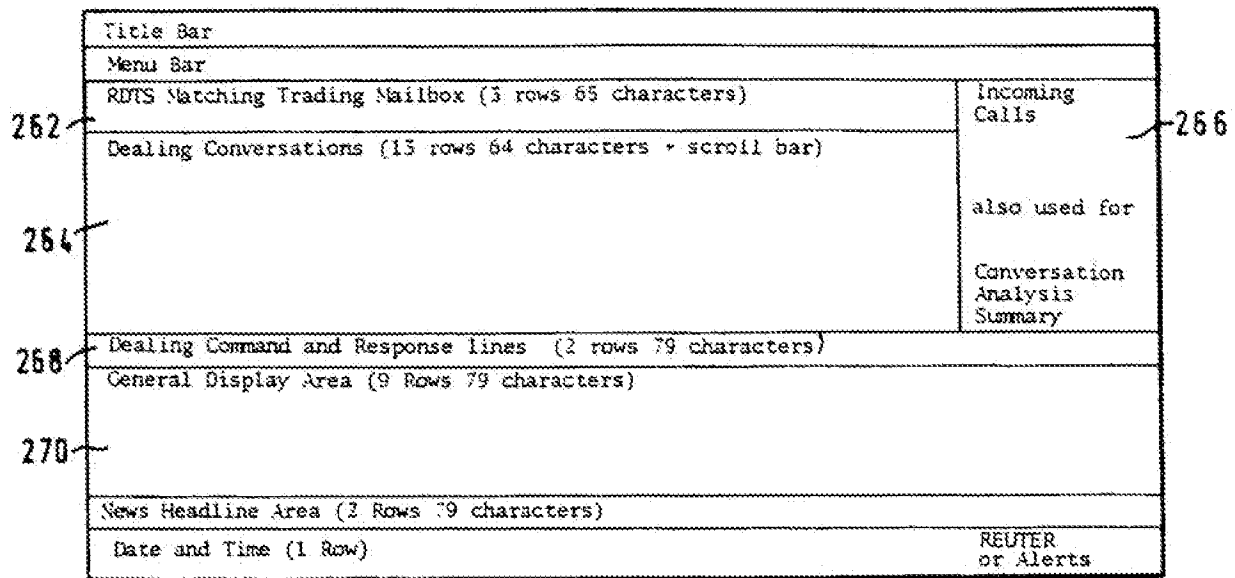 Title Bar
Menu Bar
RDTS Matching Trading Mailbox (3 rows 65 characters)
Incoming
Calls
262
266
Dealing Conversations (13 rows 64 characters + scroll bar)
264
also used for
Conversation
Analysis
Summary
268
Dealing Command and Response lines (2 rows 79 characters)
General Display Area (9 Rows 79 characters)
270
News Headline Area (2 Rows 79 characters)
Date and Time (1 Row)
REUTER
or Alerts